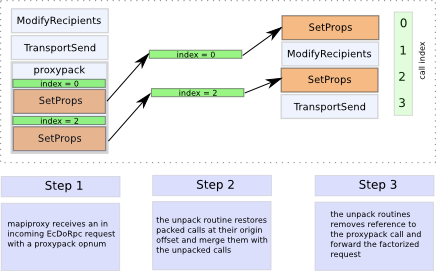 ModifyRecipients
TransportSend
proxypack
index = 0
SetProps
index = 2
SetProps
index = 0
index = 2
SetProps
ModifyRecipients
SetProps
TransportSend
0
1
2
3
call index
Step 1
mapiproxy receives an in
incoming EcDoRpc request
with a proxypack opnum
Step 2
the unpack routine restores
packed calls at their origin
offset and merge them with
the unpacked calls
Step 3
the unpack routines
removes reference to
the proxypack call and
forward the factorized
request